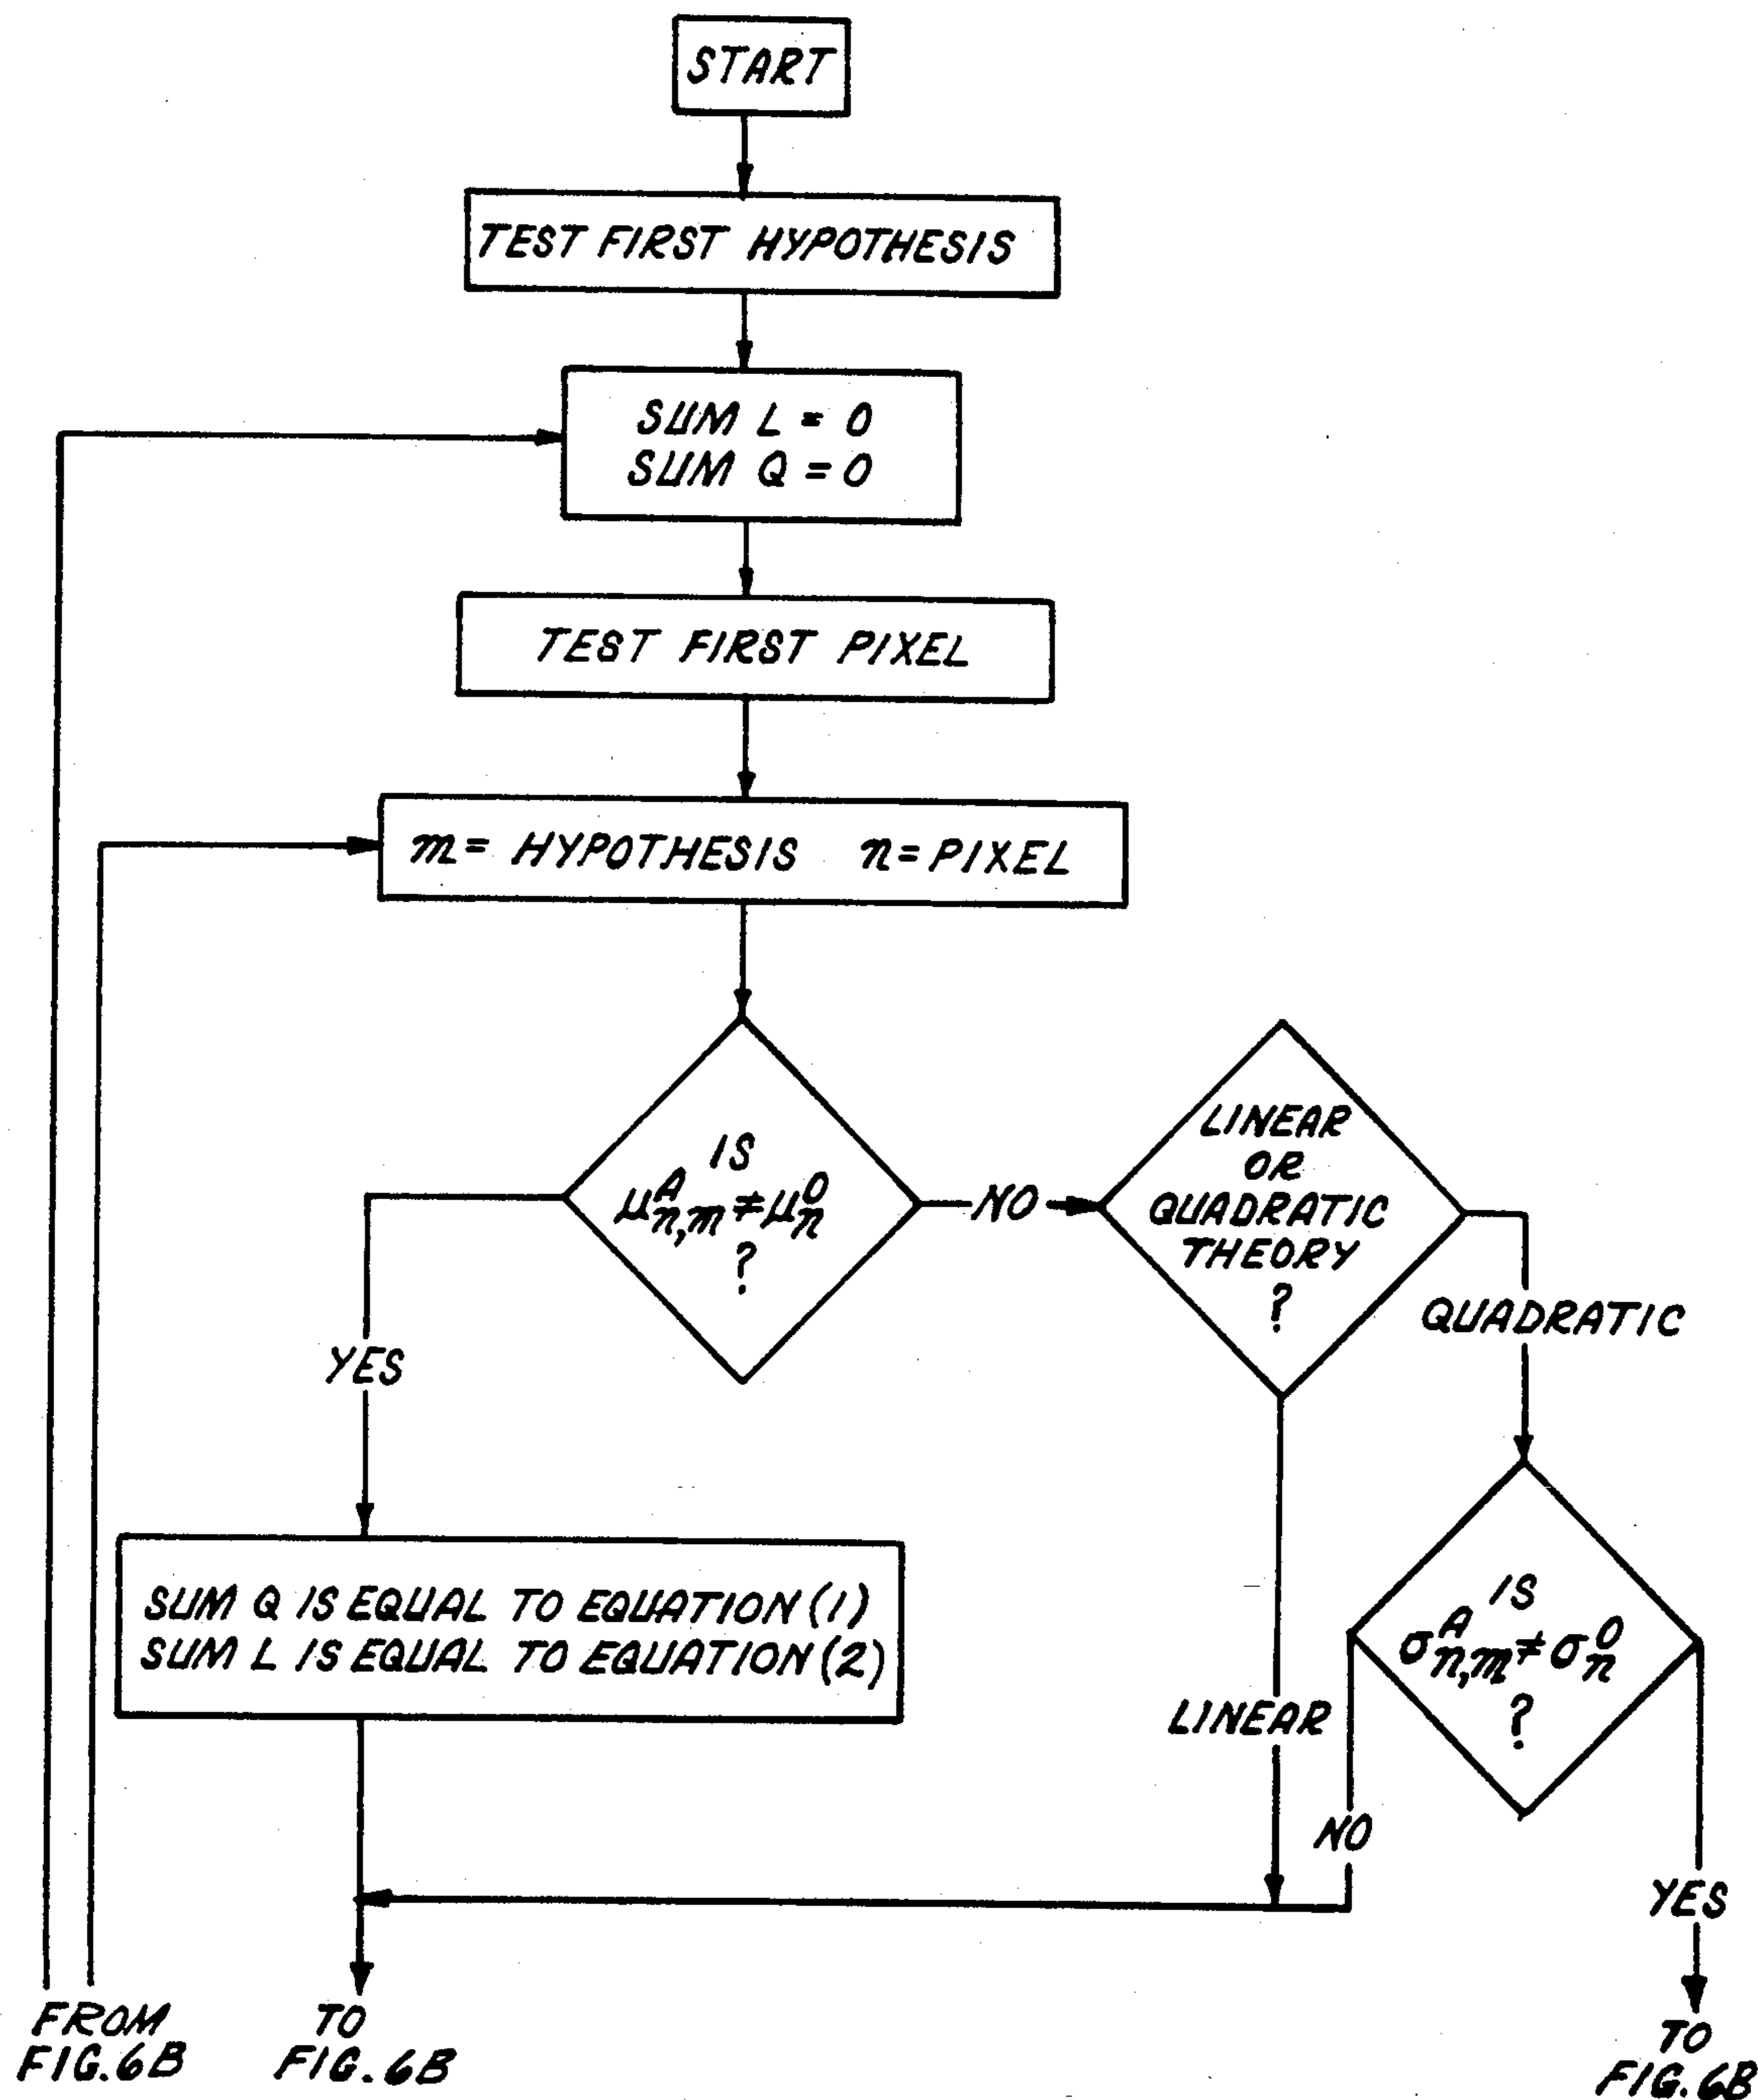 START
TEST FIRST HYPOTHESIS
SUM L = 0
SUM Q = 0
TEST FIRST PIXEL
m = HYPOTHESIS n = PIXEL
IS
μ^A_{n,m} ≠ μ^0_n
?
NO
LINEAR
OR
QUADRATIC
THEORY
?
QUADRATIC
YES
SUM Q IS EQUAL TO EQUATION (1)
SUM L IS EQUAL TO EQUATION (2)
LINEAR
IS
σ^A_{n,m} ≠ σ^0_n
?
NO
YES
FROM
FIG. 6B
TO
FIG. 6B
TO
FIG. 6B